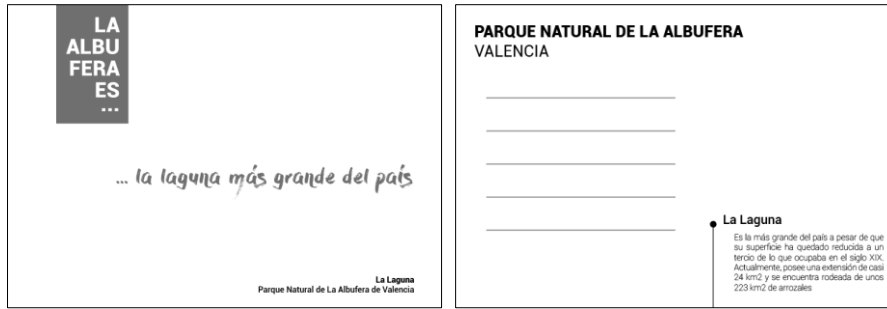 LA
ALBU
FERA
ES
...
... la laguna más grande del país
La Laguna
Parque Natural de La Albufera de Valencia
PARQUE NATURAL DE LA ALBUFERA
VALENCIA
La Laguna
Es la más grande del país a pesar de que
su superficie ha quedado reducida a un
tercio de lo que ocupaba en el siglo XIX.
Actualmente, posee una extensión de casi
24 km2 y se encuentra rodeada de unos
223 km2 de arrozales